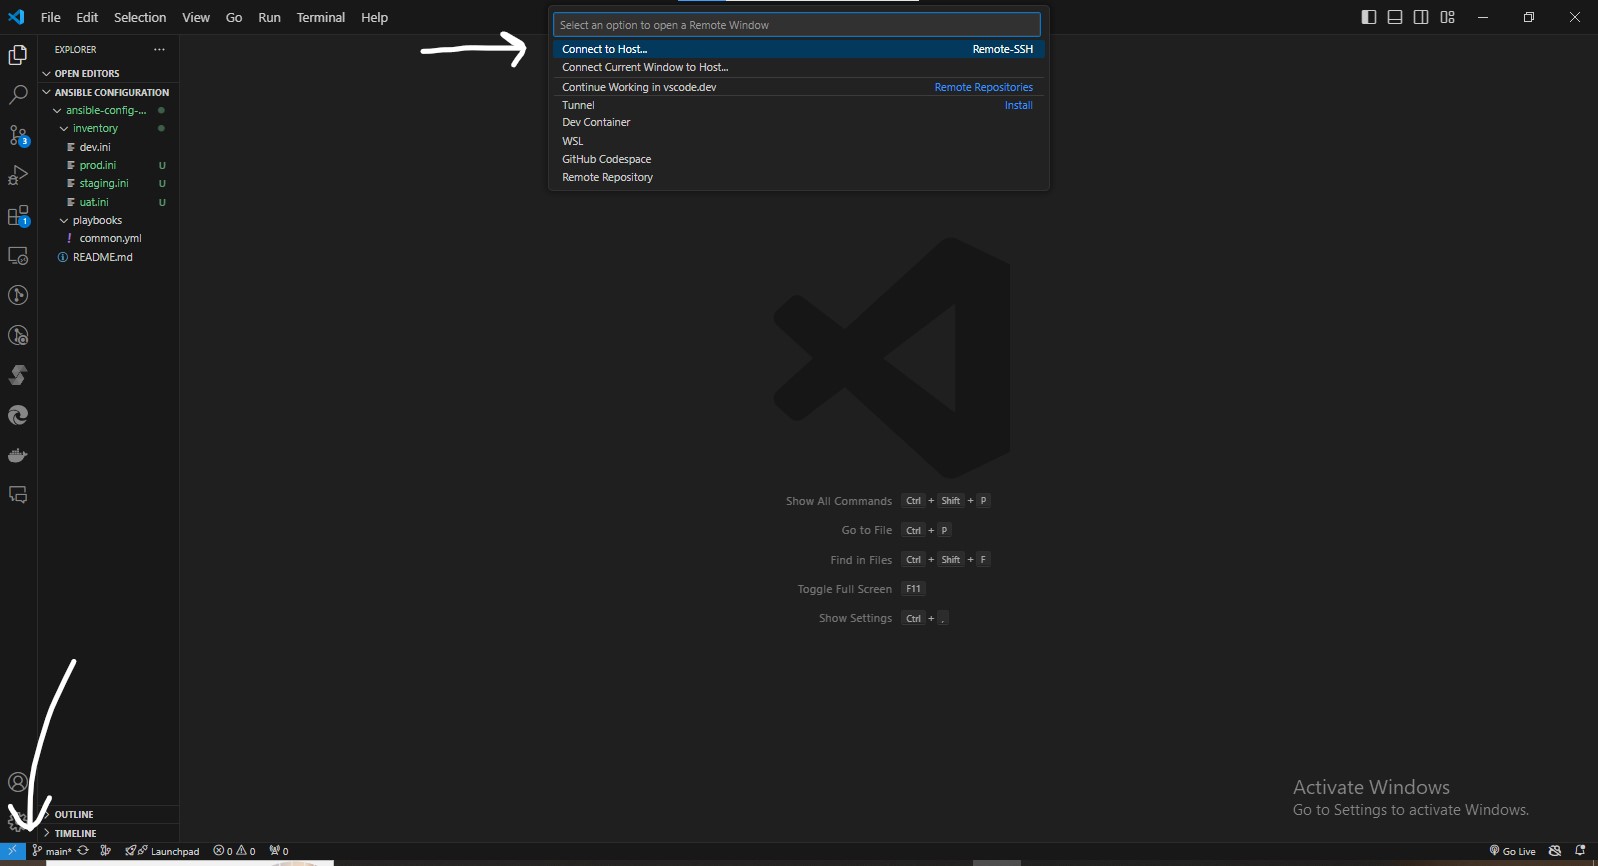 File Edit Selection View Go Run Terminal Help
Select an option to open a Remote Window
Connect to Host... Remote-SSH
Connect Current Window to Host...
Continue Working in vscode.dev Remote Repositories
Tunnel Install
Dev Container
WSL
GitHub Codespace
Remote Repository
EXPLORER ...
OPEN EDITORS
ANSIBLE CONFIGURATION
ansible-config-...
inventory
dev.ini
prod.ini U
staging.ini U
uat.ini U
playbooks
! common.yml
README.md
3
1
Show All Commands Ctrl + Shift + P
Go to File Ctrl + P
Find in Files Ctrl + Shift + F
Toggle Full Screen F11
Show Settings Ctrl + ,
Activate Windows
Go to Settings to activate Windows.
OUTLINE
TIMELINE
main* Launchpad 0 0 0 Go Live